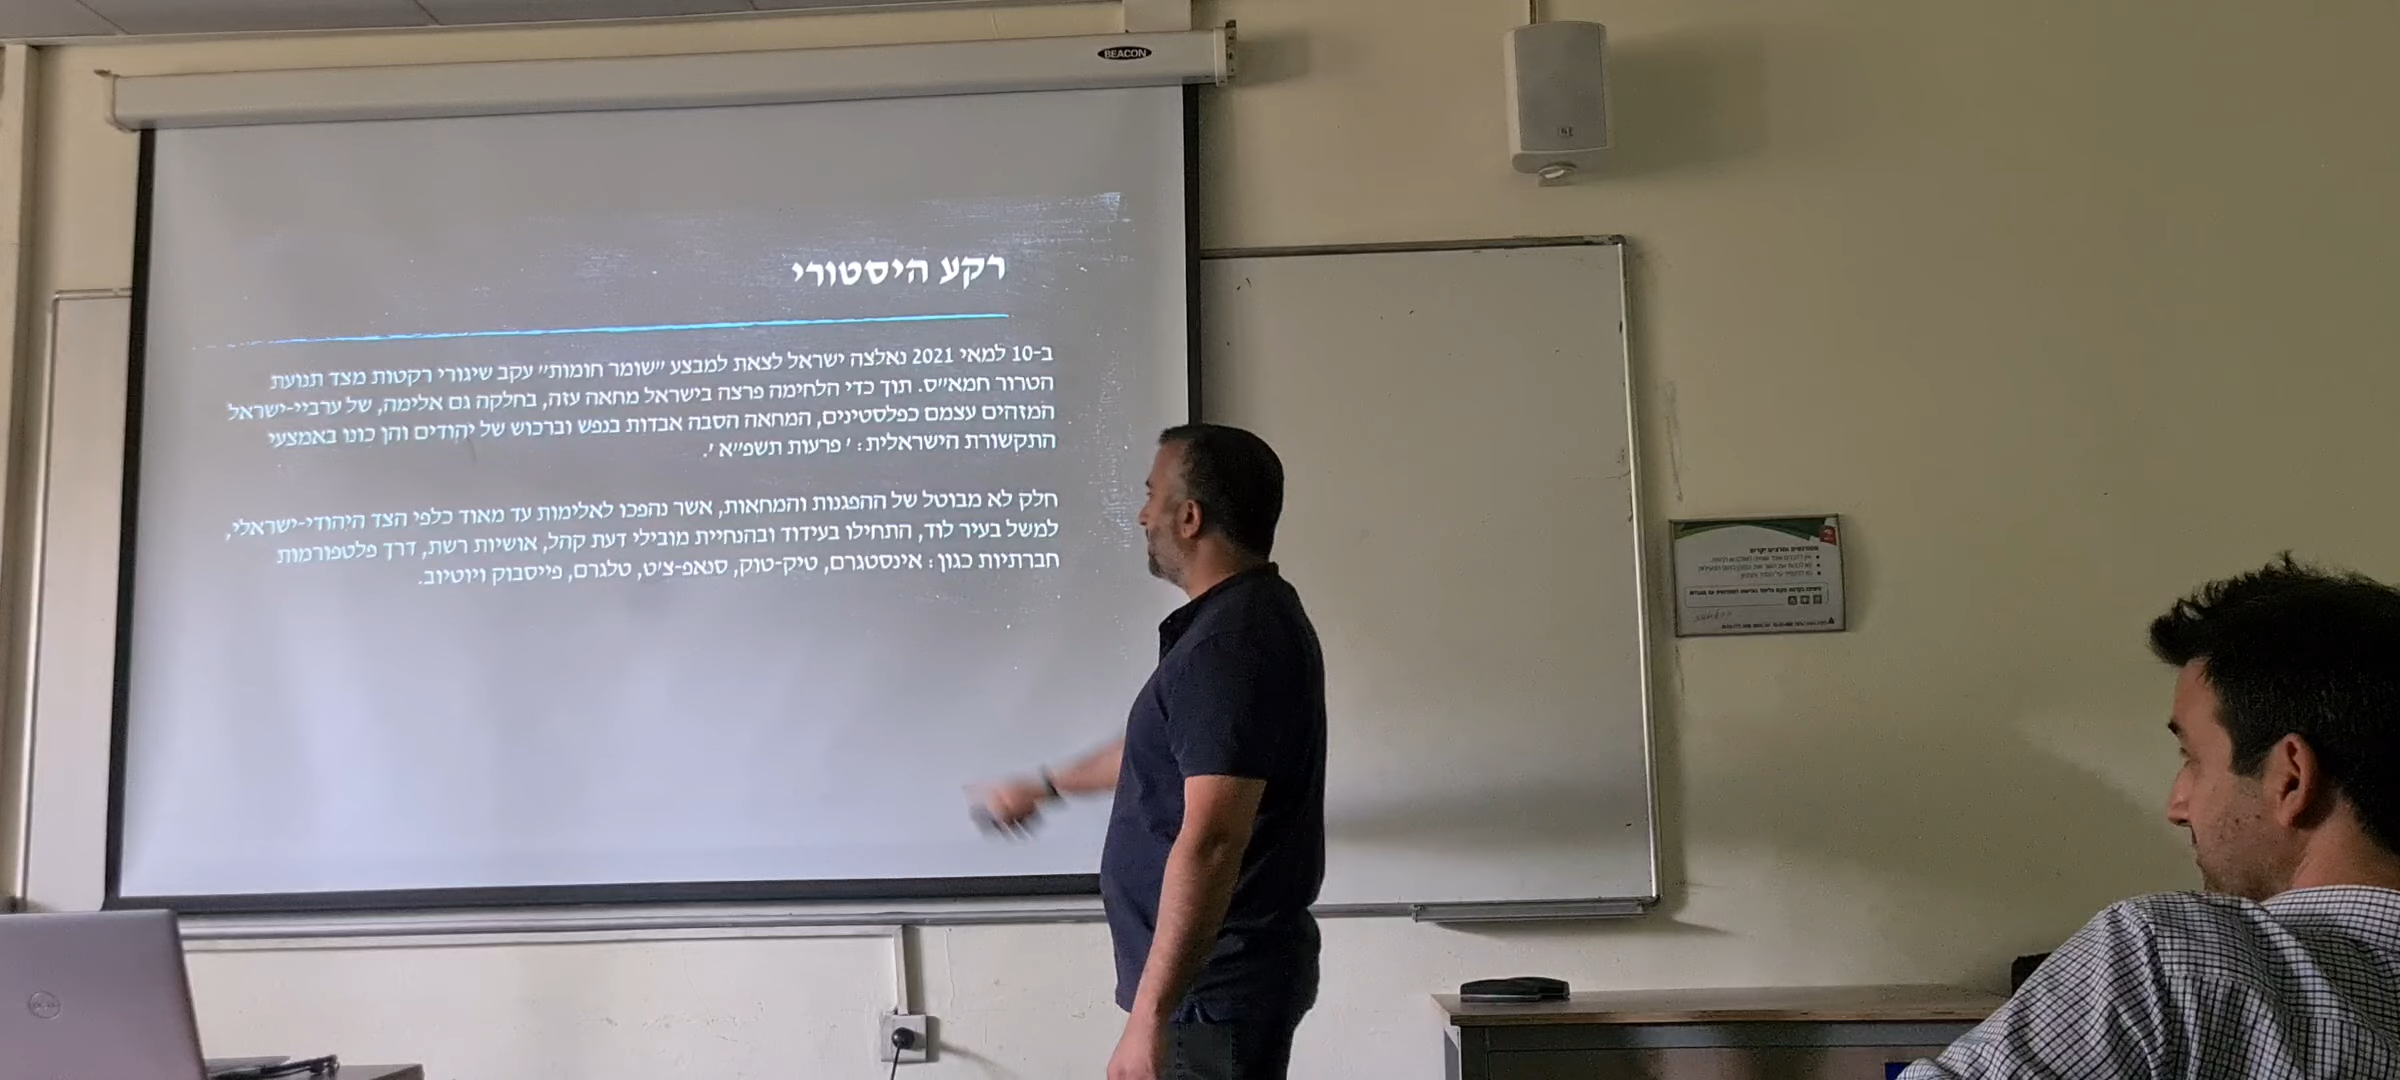 BEACON
רקע היסטורי
ב-10 למאי 2021 נאלצה ישראל לצאת למבצע ״שומר חומות״ עקב שיגורי רקטות מצד תנועת
הטרור חמא״ס. תוך כדי הלחימה פרצה בישראל מחאה עזה, בחלקה גם אלימה, של ערביי-ישראל
המזהים עצמם כפלסטינים, המחאה הסבה אבדות בנפש וברכוש של יהודים והן כונו באמצעי
התקשורת הישראלית: ׳ פרעות תשפ״א ׳.
חלק לא מבוטל של ההפגנות והמחאות, אשר נהפכו לאלימות עד מאוד כלפי הצד היהודי-ישראלי,
למשל בעיר לוד, התחילו בעידוד ובהנחיית מובילי דעת קהל, אושיות רשת, דרך פלטפורמות
חברתיות כגון: אינסטגרם, טיק-טוק, סנאפ-צ׳ט, טלגרם, פייסבוק ויוטיוב.